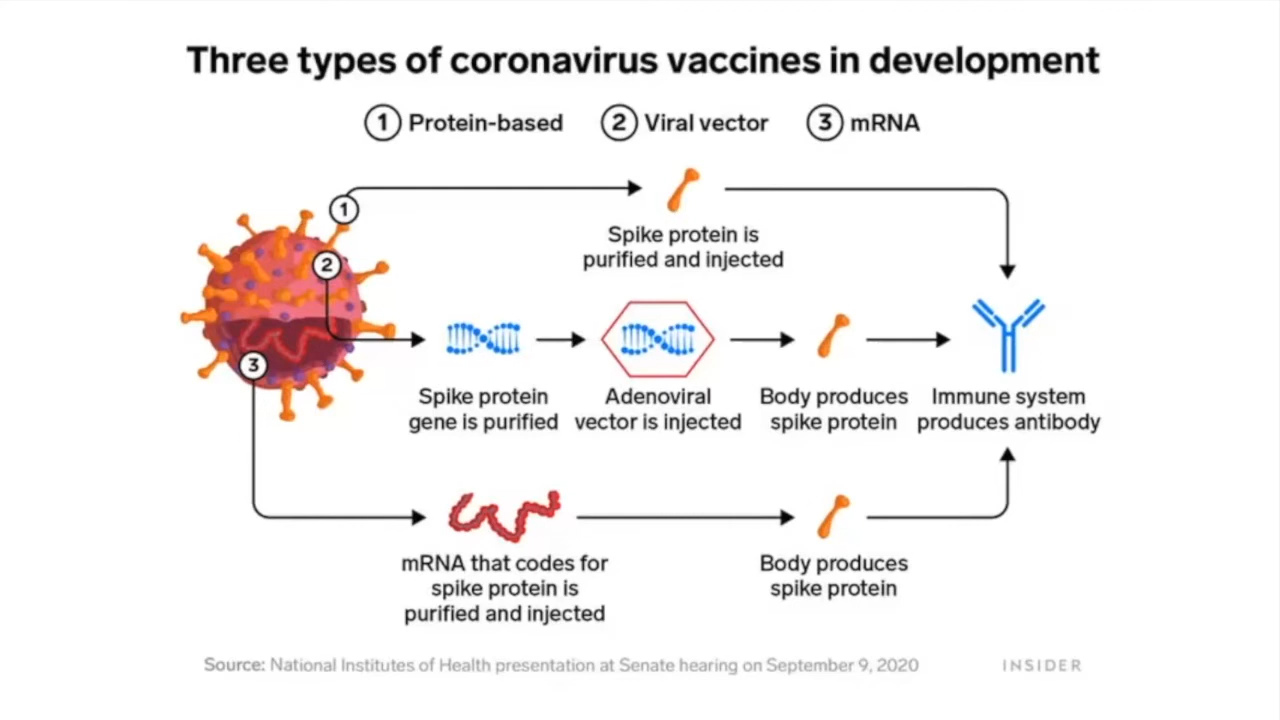 Three types of coronavirus vaccines in development
1 Protein-based 2 Viral vector 3 mRNA
1
Spike protein is
purified and injected
2
Spike protein
gene is purified
Adenoviral
vector is injected
Body produces
spike protein
Immune system
produces antibody
3
mRNA that codes for
spike protein is
purified and injected
Body produces
spike protein
Source: National Institutes of Health presentation at Senate hearing on September 9, 2020
INSIDER